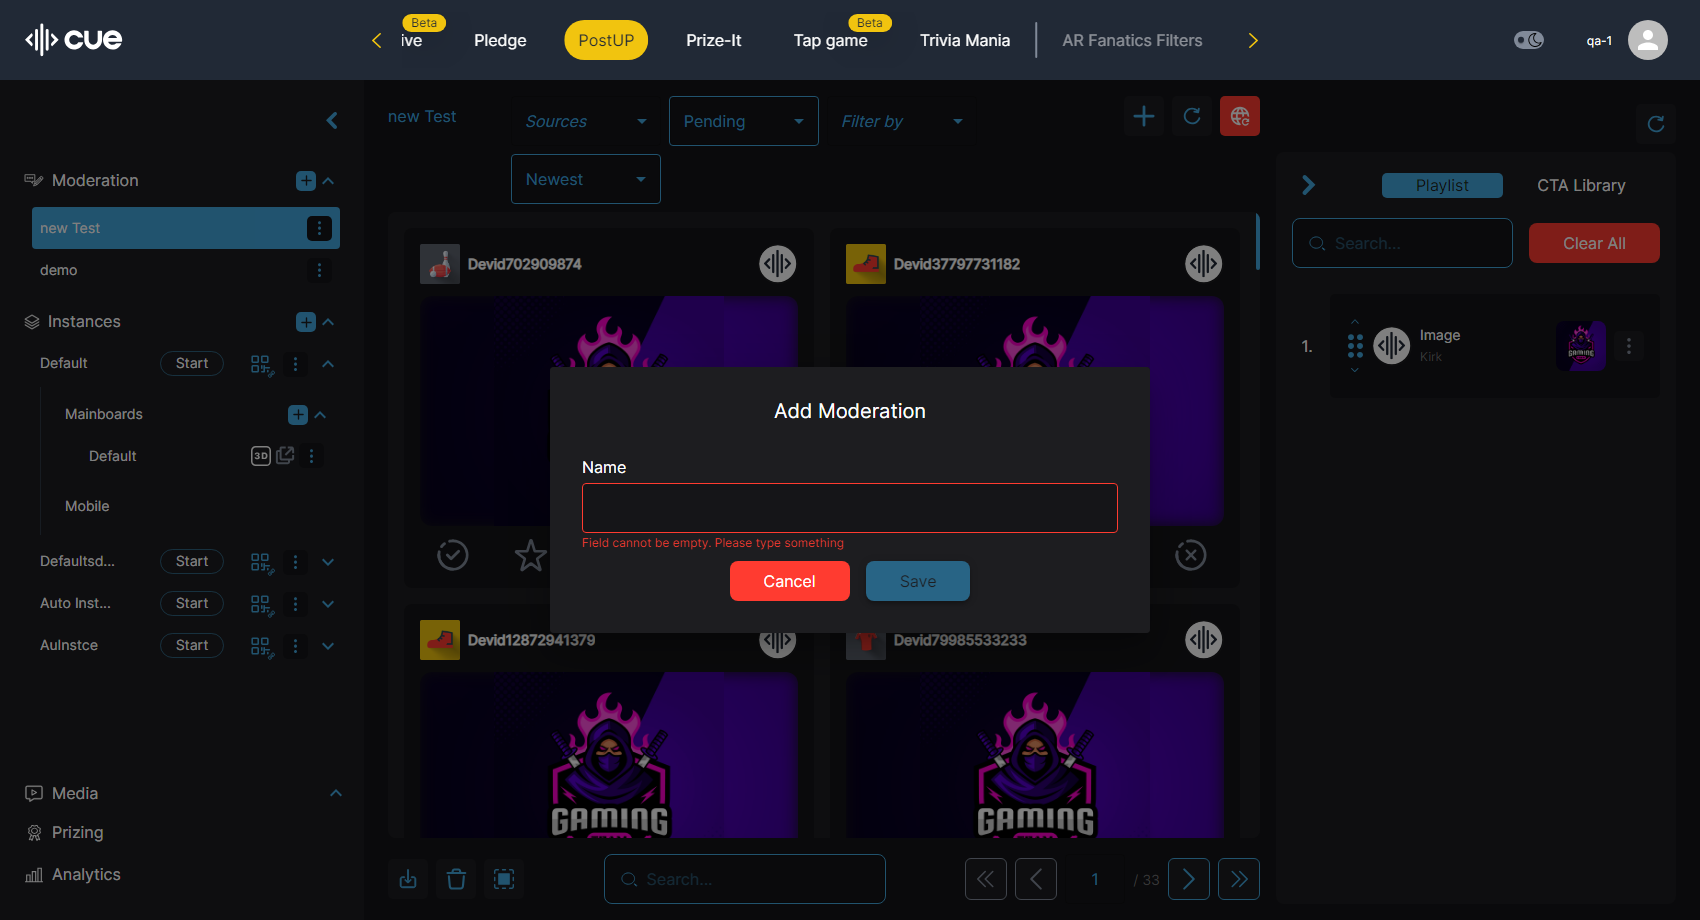 cue
Beta
ive
Pledge
PostUP
Prize-It
Beta
Tap game
Trivia Mania
AR Fanatics Filters
qa-1
Moderation
new Test
demo
Instances
Default
Start
Mainboards
Default
3D
Mobile
Defaultsd...
Start
Auto Inst...
Start
AuInstce
Start
Media
Prizing
Analytics
new Test
Sources
Pending
Filter by
Newest
Devid702909874
Devid37797731182
Add Moderation
Name
Field cannot be empty. Please type something
Cancel
Save
Devid12872941379
Devid79985533233
GAMING
GAMING
Search...
1
/ 33
Playlist
CTA Library
Search...
Clear All
1.
Image
Kirk
GAMING